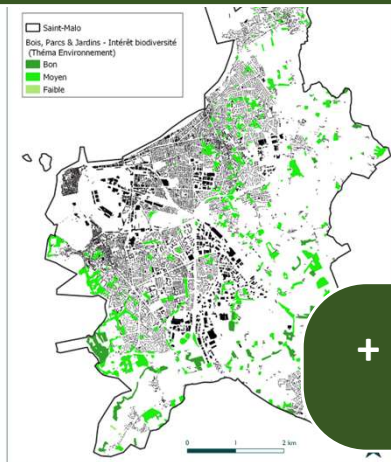 Saint-Malo
Bois, Parcs & Jardins - Intérêt biodiversité
(Théma Environnement)
Bon
Moyen
Faible
+
0 1 2 km